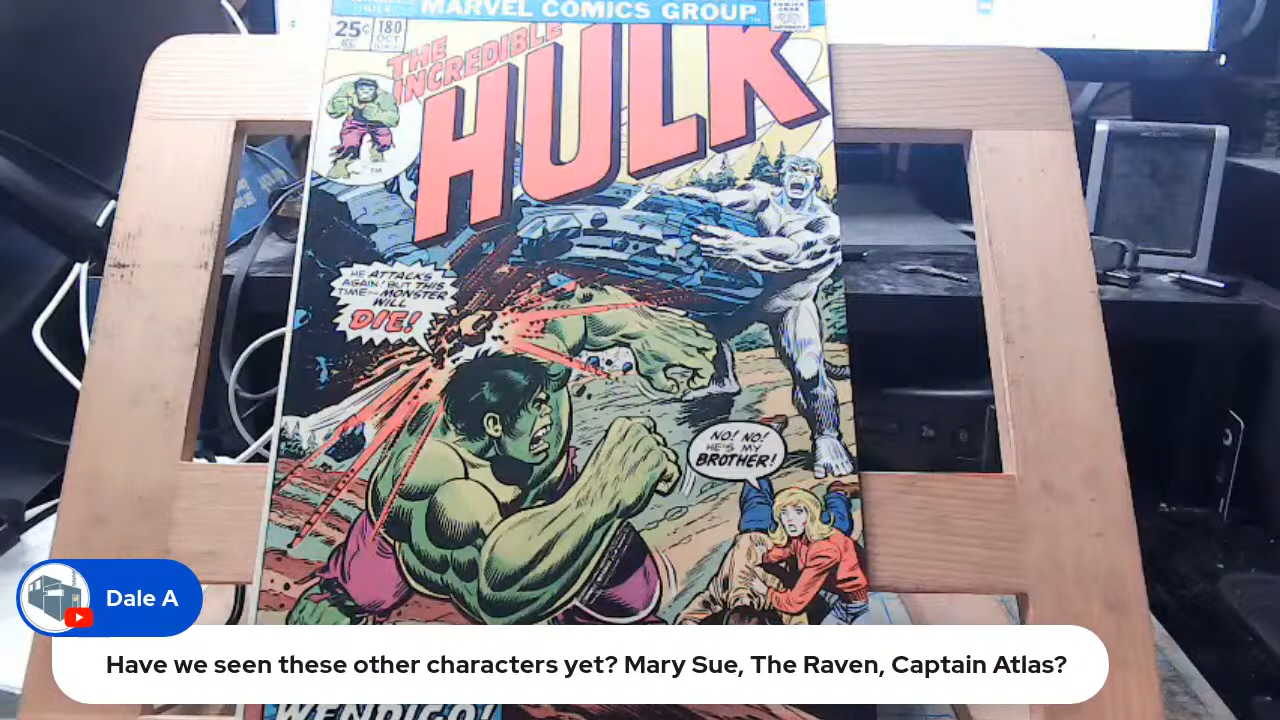 MARVEL COMICS GROUP
25¢ 180
OCT
THE
INCREDIBLE
HULK
HE ATTACKS
AGAIN! BUT THIS
TIME—MONSTER
WILL
DIE!
NO! NO!
HE'S MY
BROTHER!
Dale A
Have we seen these other characters yet? Mary Sue, The Raven, Captain Atlas?
WENDIGO!